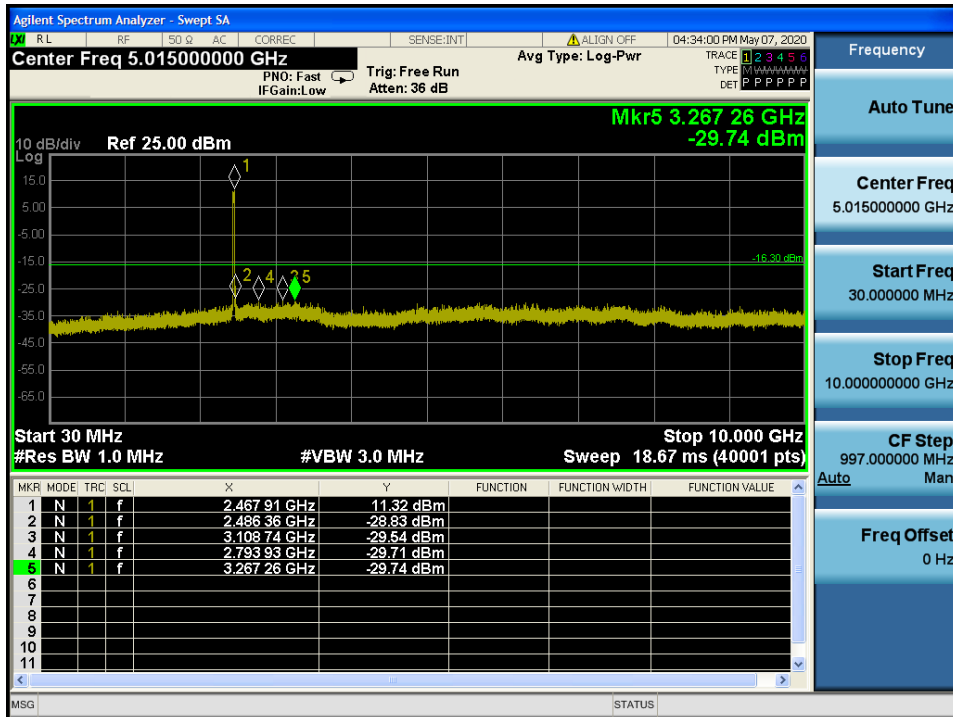 Agilent Spectrum Analyzer - Swept SA
LXI RL RF 50 Ω AC CORREC SENSE:INT ALIGN OFF 04:34:00 PM May 07, 2020
Center Freq 5.015000000 GHz
PNO: Fast
IFGain:Low
Trig: Free Run
Atten: 36 dB
Avg Type: Log-Pwr
TRACE 1 2 3 4 5 6
TYPE M W W W W W
DET P P P P P P
Mkr5 3.267 26 GHz
-29.74 dBm
10 dB/div Ref 25.00 dBm
Log
15.0
5.00
-5.00
-15.0
-25.0
-35.0
-45.0
-55.0
-65.0
1
2 4 5
-16.30 dBm
Start 30 MHz Stop 10.000 GHz
#Res BW 1.0 MHz #VBW 3.0 MHz Sweep 18.67 ms (40001 pts)
MKR MODE TRC SCL X Y FUNCTION FUNCTION WIDTH FUNCTION VALUE
1 N 1 f 2.467 91 GHz 11.32 dBm
2 N 1 f 2.486 36 GHz -28.83 dBm
3 N 1 f 3.108 74 GHz -29.54 dBm
4 N 1 f 2.793 93 GHz -29.71 dBm
5 N 1 f 3.267 26 GHz -29.74 dBm
6
7
8
9
10
11
MSG STATUS
Frequency
Auto Tune
Center Freq
5.015000000 GHz
Start Freq
30.000000 MHz
Stop Freq
10.000000000 GHz
CF Step
997.000000 MHz
Auto Man
Freq Offset
0 Hz